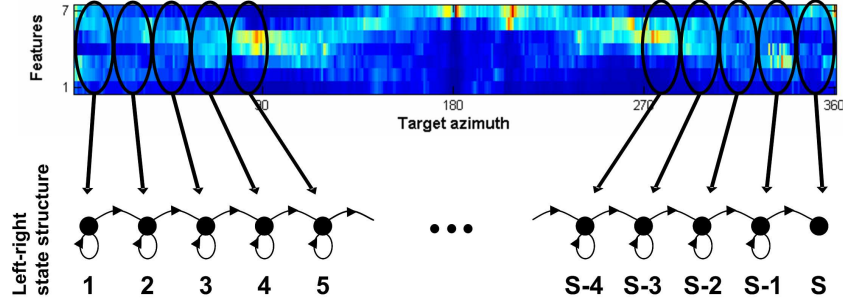 7
Features
1
90 180 270 360
Target azimuth
Left-right
state structure
1 2 3 4 5 S-4 S-3 S-2 S-1 S